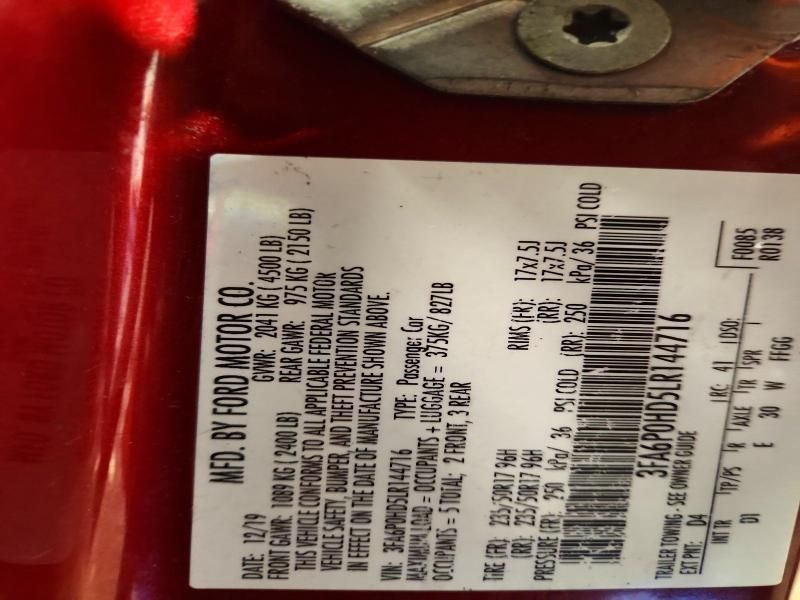 MFD. BY FORD MOTOR CO.
DATE: 12/19 GVWR: 2041 KG ( 4500 LB)
FRONT GAWR: 1089 KG ( 2400 LB) REAR GAWR: 975 KG ( 2150 LB)
THIS VEHICLE CONFORMS TO ALL APPLICABLE FEDERAL MOTOR
VEHICLE SAFETY, BUMPER, AND THEFT PREVENTION STANDARDS
IN EFFECT ON THE DATE OF MANUFACTURE SHOWN ABOVE.
VIN: 3FA6P0HD5LR144716 TYPE: Passenger Car
MAXIMUM LOAD = OCCUPANTS + LUGGAGE = 375KG/ 827LB
OCCUPANTS = 5 TOTAL; 2 FRONT, 3 REAR
TIRE (FR): 235/50R17 96H RIMS (FR): 17x7.5J
(RR): 235/50R17 96H (RR): 17x7.5J
PRESSURE (FR): 250 kPa/ 36 PSI COLD (RR): 250 kPa/ 36 PSI COLD
3FA6P0HD5LR144716
TRAILER TOWING - SEE OWNER GUIDE
EXT PNT: D4 RC: 41 DSO: F0085
INT TR TP/PS R AXLE TR SPR R0138
D1 E 30 W FFGG